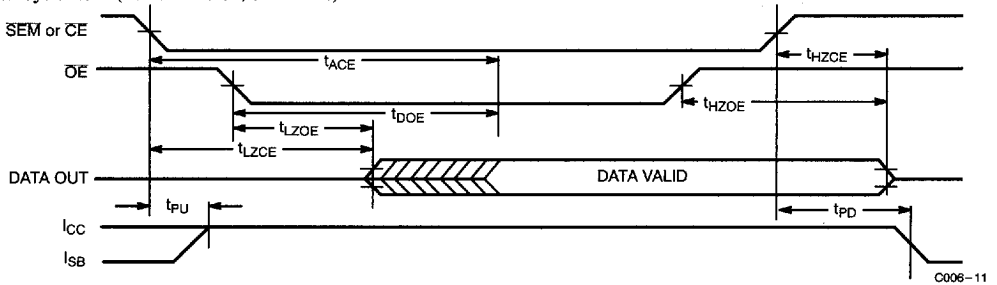 SEM or CE
tACE
tHZCE
OE
tDOE
tHZOE
tLZOE
tLZCE
DATA OUT
DATA VALID
tPU
tPD
ICC
ISB
C006-11